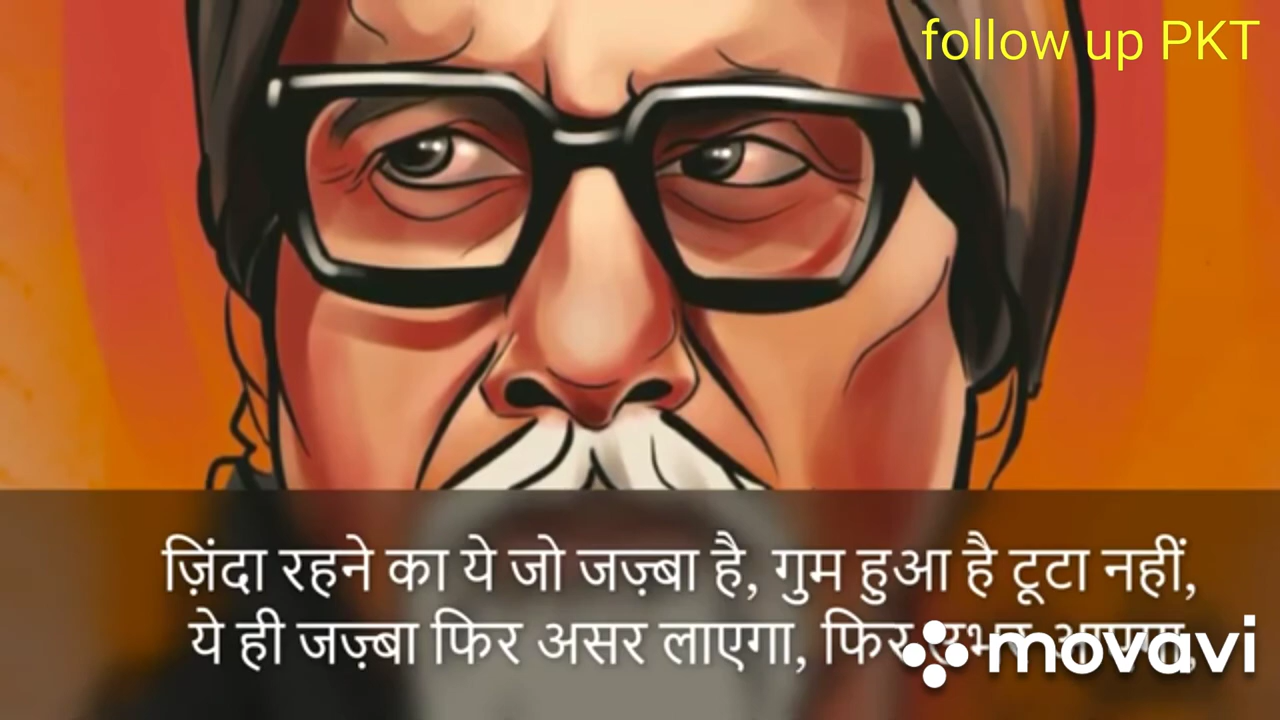 follow up PKT
ज़िंदा रहने का ये जो जज़्बा है, गुम हुआ है टूटा नहीं,
ये ही जज़्बा फिर असर लाएगा, फिर
movavi